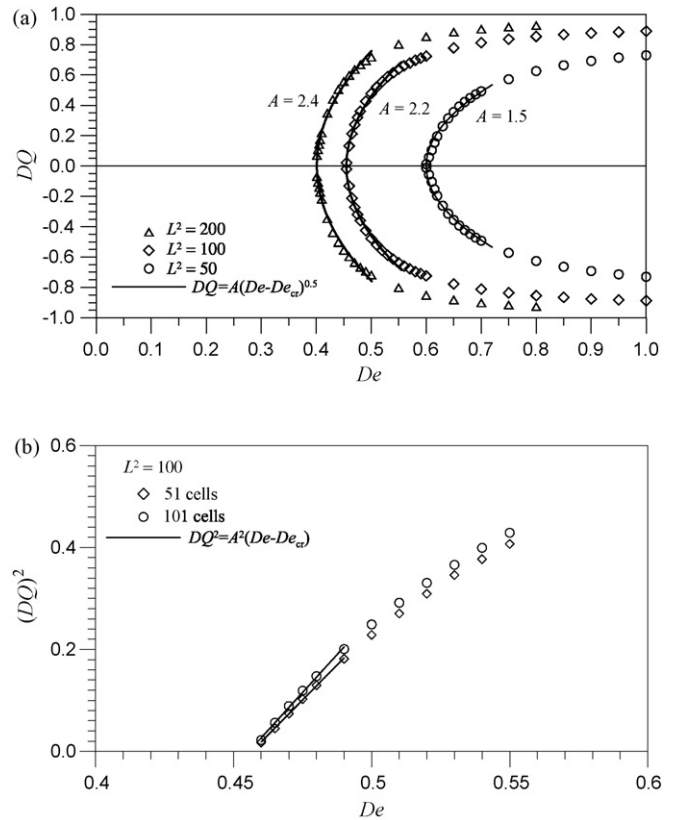 (a)
1.0
0.8
0.6
0.4
0.2
0.0
-0.2
-0.4
-0.6
-0.8
-1.0
DQ
A = 2.4
A = 2.2
A = 1.5
L² = 200
L² = 100
L² = 50
DQ=A(De-De_cr)^0.5
0.0 0.1 0.2 0.3 0.4 0.5 0.6 0.7 0.8 0.9 1.0
De
(b)
0.6
0.4
0.2
0.0
(DQ)²
L² = 100
51 cells
101 cells
DQ²=A²(De-De_cr)
0.4 0.45 0.5 0.55 0.6
De